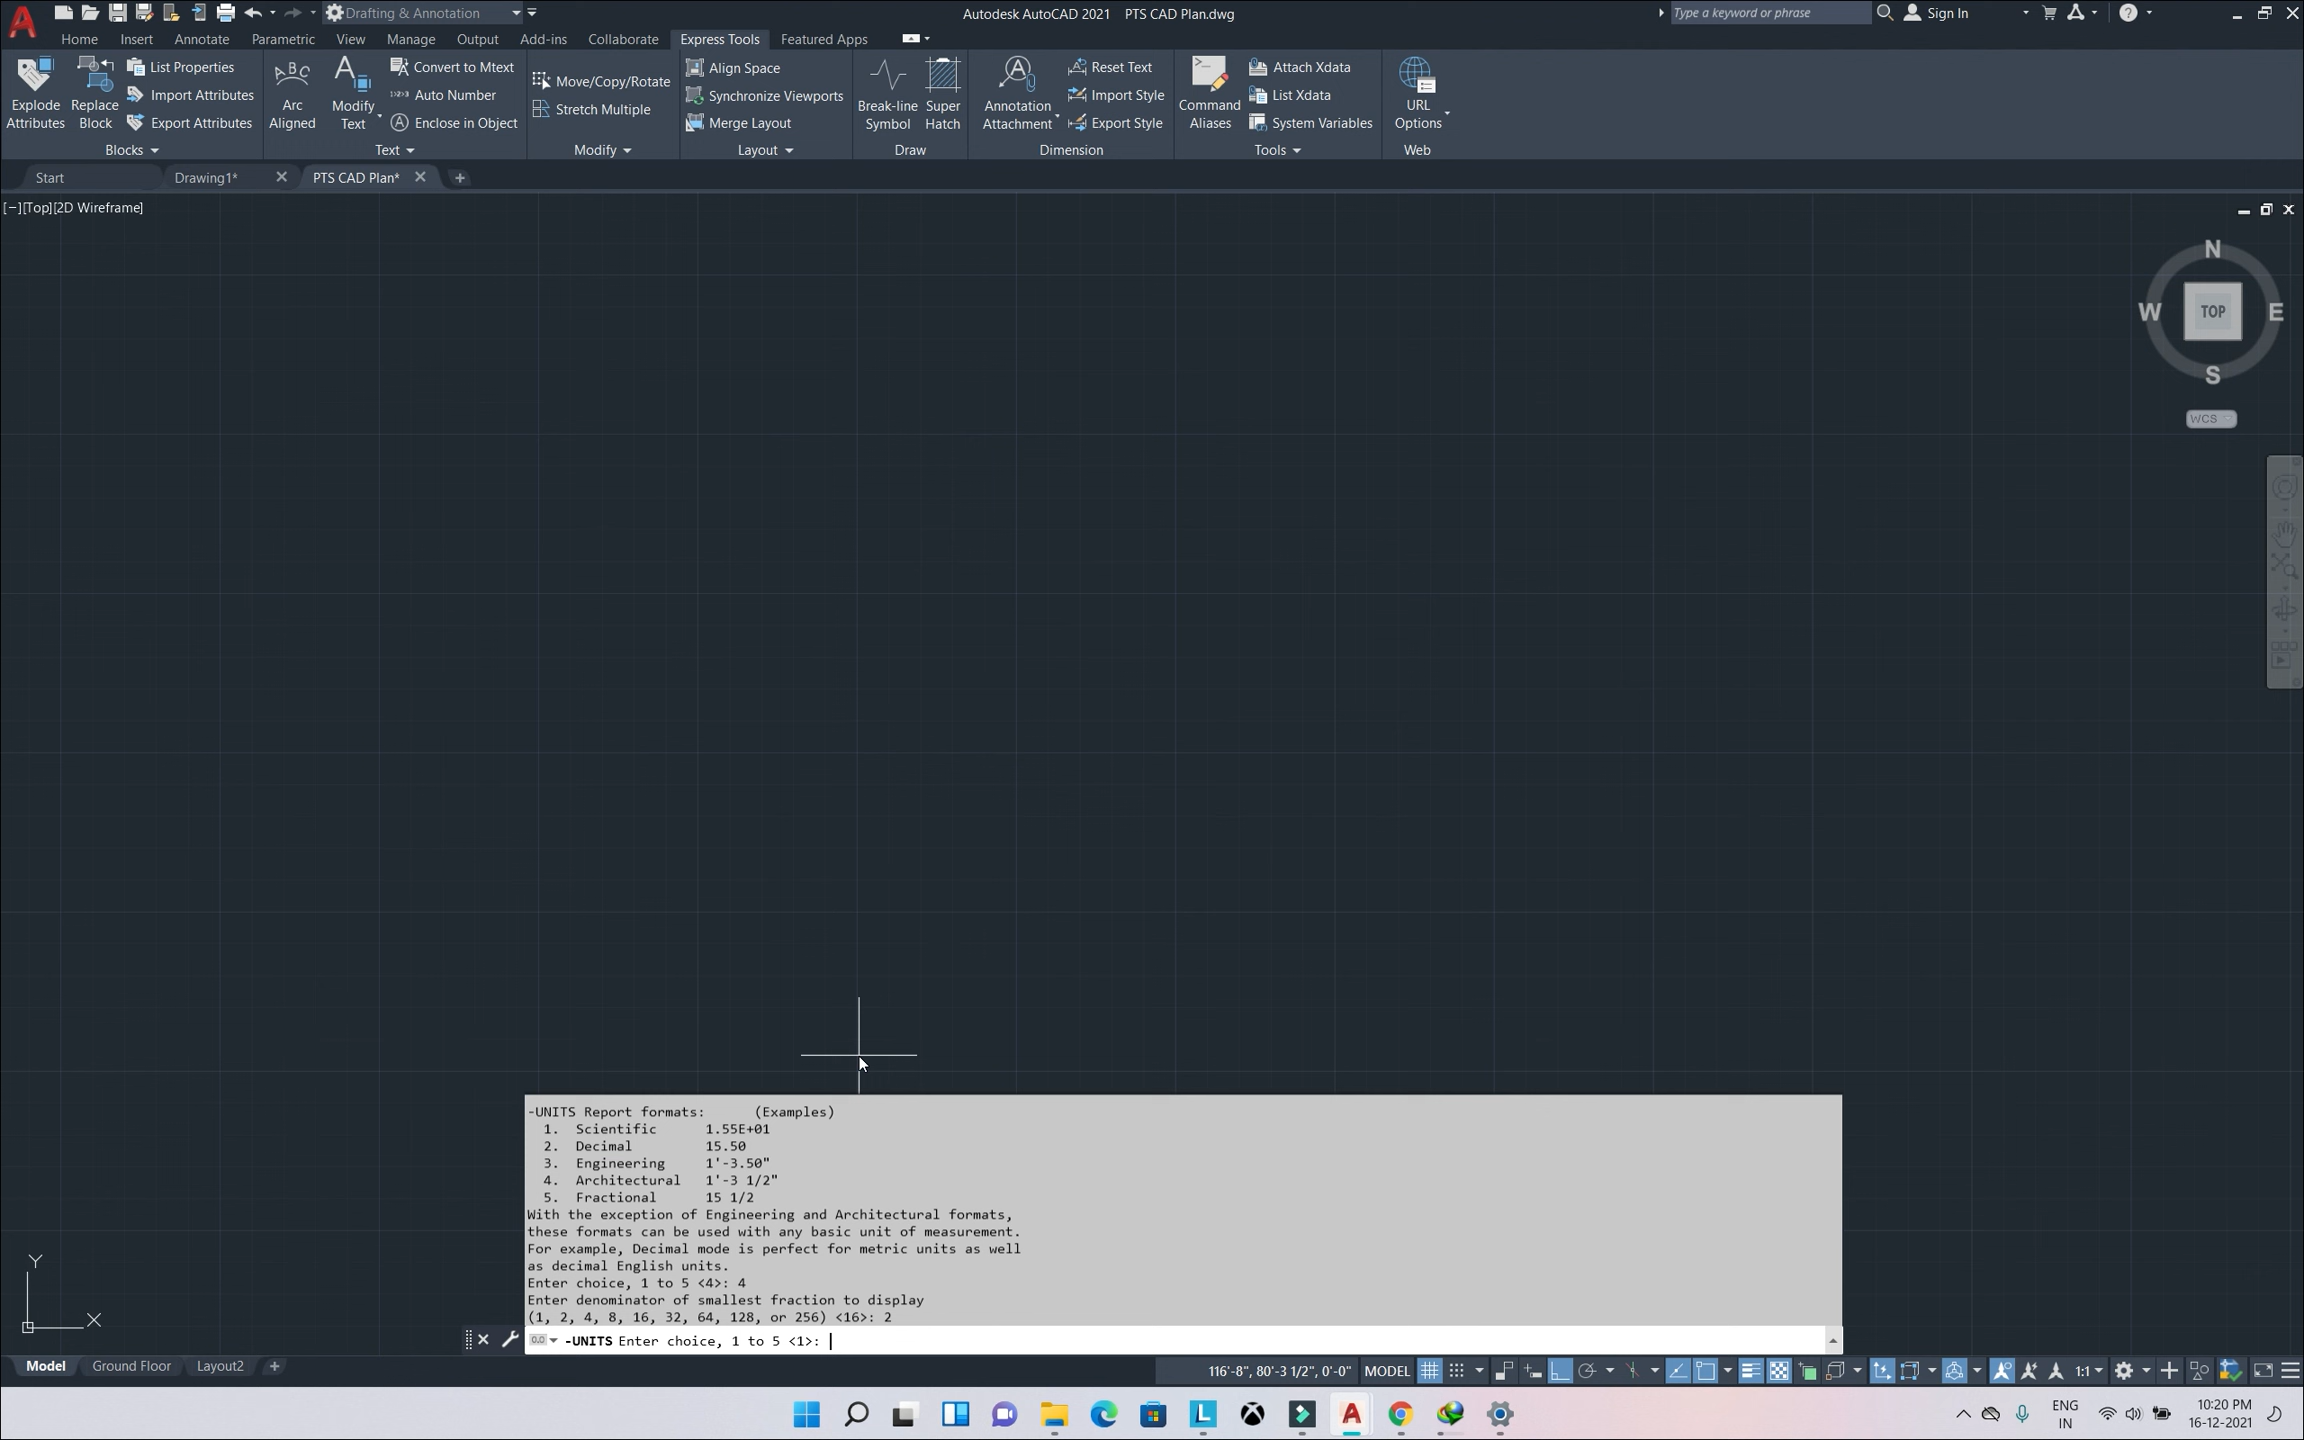 Drafting & Annotation
Autodesk AutoCAD 2021 PTS CAD Plan.dwg
Type a keyword or phrase
Sign In
Home Insert Annotate Parametric View Manage Output Add-ins Collaborate Express Tools Featured Apps
Explode Attributes
Replace Block
List Properties
Import Attributes
Export Attributes
Blocks
Arc Aligned
Modify Text
Convert to Mtext
Auto Number
Enclose in Object
Text
Move/Copy/Rotate
Stretch Multiple
Modify
Align Space
Synchronize Viewports
Merge Layout
Layout
Break-line Symbol
Super Hatch
Draw
Annotation Attachment
Reset Text
Import Style
Export Style
Dimension
Command Aliases
Attach Xdata
List Xdata
System Variables
Tools
URL Options
Web
Start Drawing1* PTS CAD Plan*
[−][Top][2D Wireframe]
N
W TOP E
S
WCS
-UNITS Report formats: (Examples)
1. Scientific 1.55E+01
2. Decimal 15.50
3. Engineering 1'-3.50"
4. Architectural 1'-3 1/2"
5. Fractional 15 1/2
With the exception of Engineering and Architectural formats,
these formats can be used with any basic unit of measurement.
For example, Decimal mode is perfect for metric units as well
as decimal English units.
Enter choice, 1 to 5 <4>: 4
Enter denominator of smallest fraction to display
(1, 2, 4, 8, 16, 32, 64, 128, or 256) <16>: 2
-UNITS Enter choice, 1 to 5 <1>:
Y
X
Model Ground Floor Layout2 +
116'-8", 80'-3 1/2", 0'-0" MODEL 1:1
ENG
IN
10:20 PM
16-12-2021